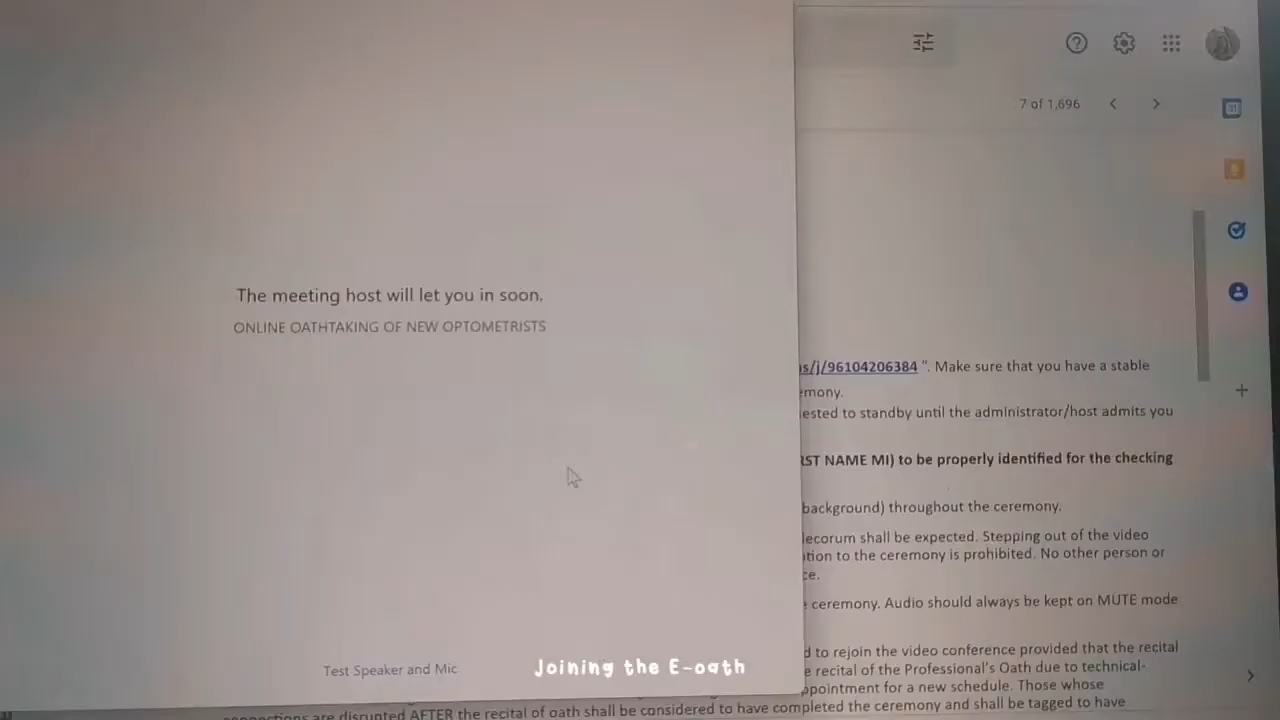 7 of 1,696
The meeting host will let you in soon.
ONLINE OATHTAKING OF NEW OPTOMETRISTS
s/j/96104206384 ". Make sure that you have a stable
emony.
ested to standby until the administrator/host admits you
RST NAME MI) to be properly identified for the checking
background) throughout the ceremony.
decorum shall be expected. Stepping out of the video
tion to the ceremony is prohibited. No other person or
ce.
e ceremony. Audio should always be kept on MUTE mode
d to rejoin the video conference provided that the recital
e recital of the Professional's Oath due to technical-
ppointment for a new schedule. Those whose
connections are disrupted AFTER the recital of oath shall be considered to have completed the ceremony and shall be tagged to have
Test Speaker and Mic
Joining the E-oath